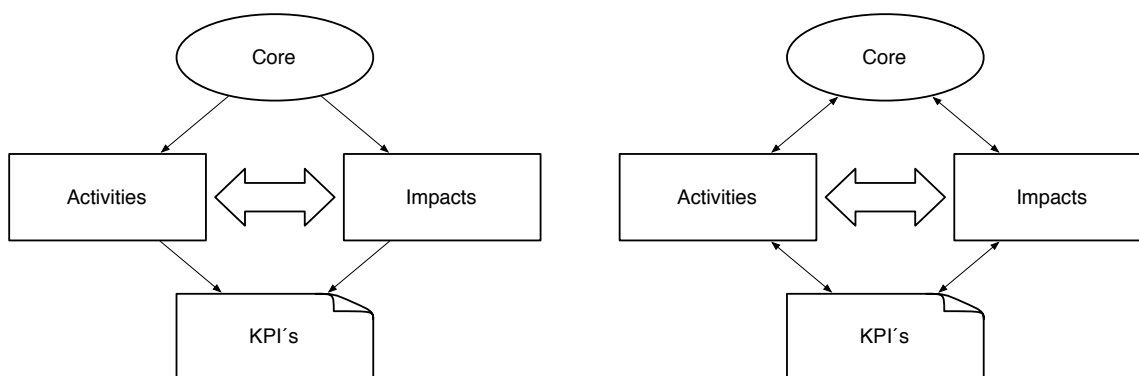 Core
Activities
Impacts
KPI´s
Core
Activities
Impacts
KPI´s